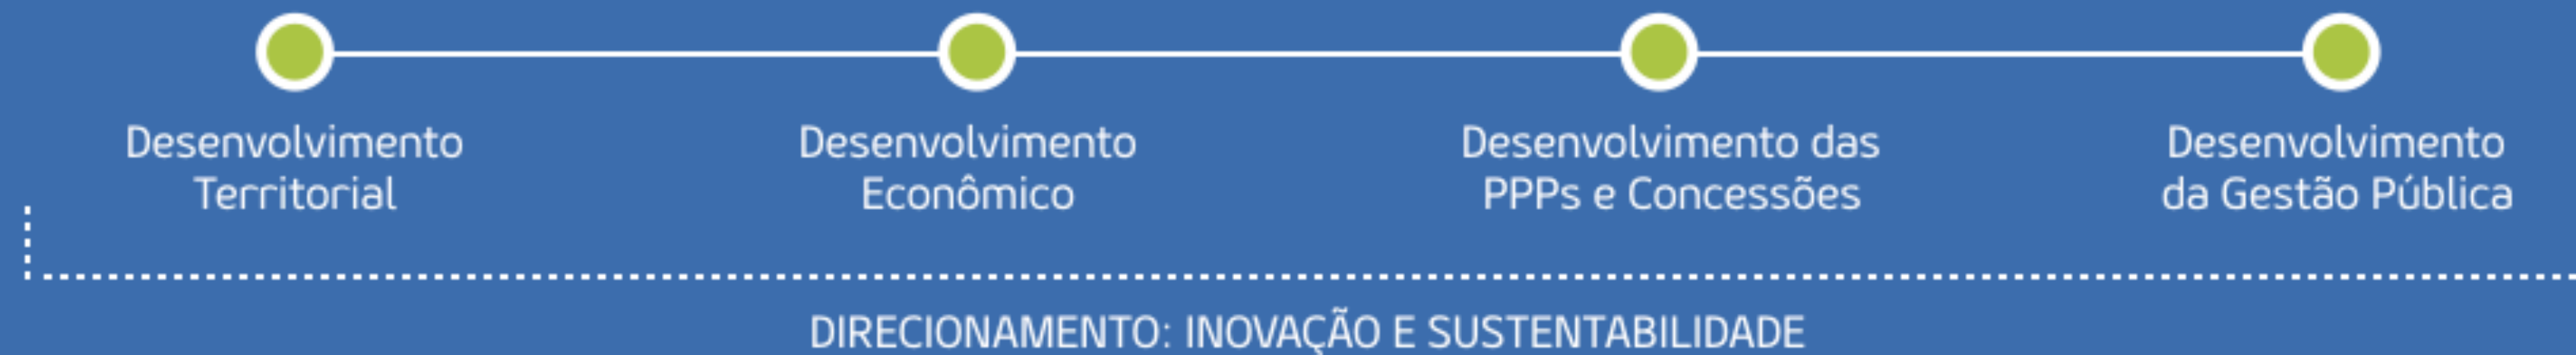 Desenvolvimento
Territorial
Desenvolvimento
Econômico
Desenvolvimento das
PPPs e Concessões
Desenvolvimento
da Gestão Pública
DIRECIONAMENTO: INOVAÇÃO E SUSTENTABILIDADE